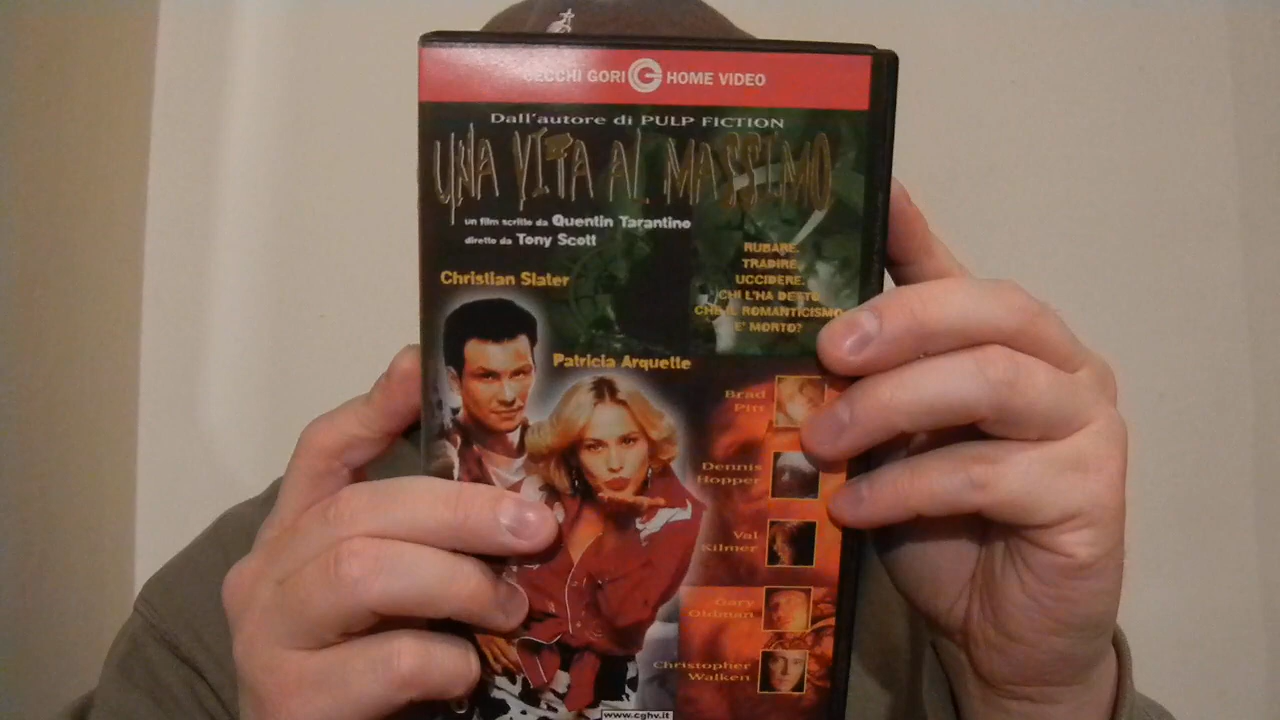 CECCHI GORI G HOME VIDEO
Dall'autore di PULP FICTION
UNA VITA AL MASSIMO
un film scritto da Quentin Tarantino
diretto da Tony Scott
RUBARE.
TRADIRE.
UCCIDERE.
CHI L'HA DETTO
CHE IL ROMANTICISMO
E' MORTO?
Christian Slater
Patricia Arquette
Brad
Pitt
Dennis
Hopper
Val
Kilmer
Gary
Oldman
Christopher
Walken
www.cghv.it